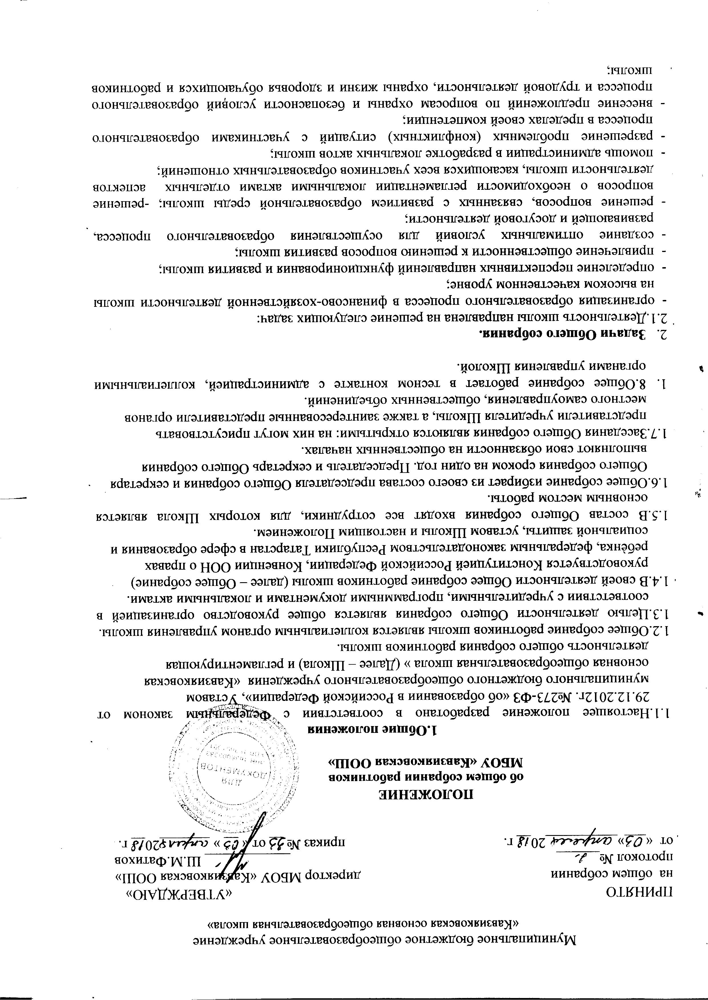 Муниципальное бюджетное общеобразовательное учреждение
«Кавзияковская основная общеобразовательная школа»
ПРИНЯТО
на общем собрании
протокол №
от «03» апреля 2018 г.
«УТВЕРЖДАЮ»
директор МБОУ «Кавзияковская ООШ»
Ш.М.Фатихов
приказ № от «03» апреля 2018 г.
ДЛЯ
ДОКУМЕНТОВ
ПОЛОЖЕНИЕ
об общем собрании работников
МБОУ «Кавзияковская ООШ»
1.Общие положения
1.1.Настоящее положение разработано в соответствии с Федеральным законом от
29.12.2012г. №273-ФЗ «об образовании в Российской Федерации», Уставом
муниципального бюджетного общеобразовательного учреждения «Кавзияковская
основная общеобразовательная школа » (Далее – Школа) и регламентирующая
деятельность общего собрания работников школы.
1.2.Общее собрание работников школы является коллегиальным органом управления школы.
1.3.Целью деятельности Общего собрания является общее руководство организацией в
соответствии с учредительными, программными документами и локальными актами.
1.4.В своей деятельности Общее собрание работников школы (далее – Общее собрание)
руководствуется Конституцией Российской Федерации, Конвенции ООН о правах
ребёнка, федеральным законодательством Республики Татарстан в сфере образования и
социальной защиты, уставом Школы и настоящим Положением.
1.5.В состав Общего собрания входят все сотрудники, для которых Школа является
основным местом работы.
1.6.Общее собрание избирает из своего состава председателя Общего собрания и секретаря
Общего собрания сроком на один год. Председатель и секретарь Общего собрания
выполняют свои обязанности на общественных началах.
1.7.Заседания Общего собрания являются открытыми: на них могут присутствовать
представители учредителя Школы, а также заинтересованные представители органов
местного самоуправления, общественных объединений.
1. 8.Общее собрание работает в тесном контакте с администрацией, коллегиальными
органами управления Школой.
2. Задачи Общего собрания.
2.1.Деятельность школы направлена на решение следующих задач:
- организация образовательного процесса в финансово-хозяйственной деятельности школы
на высоком качественном уровне;
- определение перспективных направлений функционирования и развития школы;
- привлечение общественности к решению вопросов развития школы;
- создание оптимальных условий для осуществления образовательного процесса,
развивающей и досуговой деятельности;
- решение вопросов, связанных с развитием образовательной среды школы; -решение
вопросов о необходимости регламентации локальными актами отдельных аспектов
деятельности школы, касающихся всех участников образовательных отношений;
- помощь администрации в разработке локальных актов школы;
- разрешение проблемных (конфликтных) ситуаций с участниками образовательного
процесса в пределах своей компетенции;
- внесение предложений по вопросам охраны и безопасности условий образовательного
процесса и трудовой деятельности, охраны жизни и здоровья обучающихся и работников
школы;